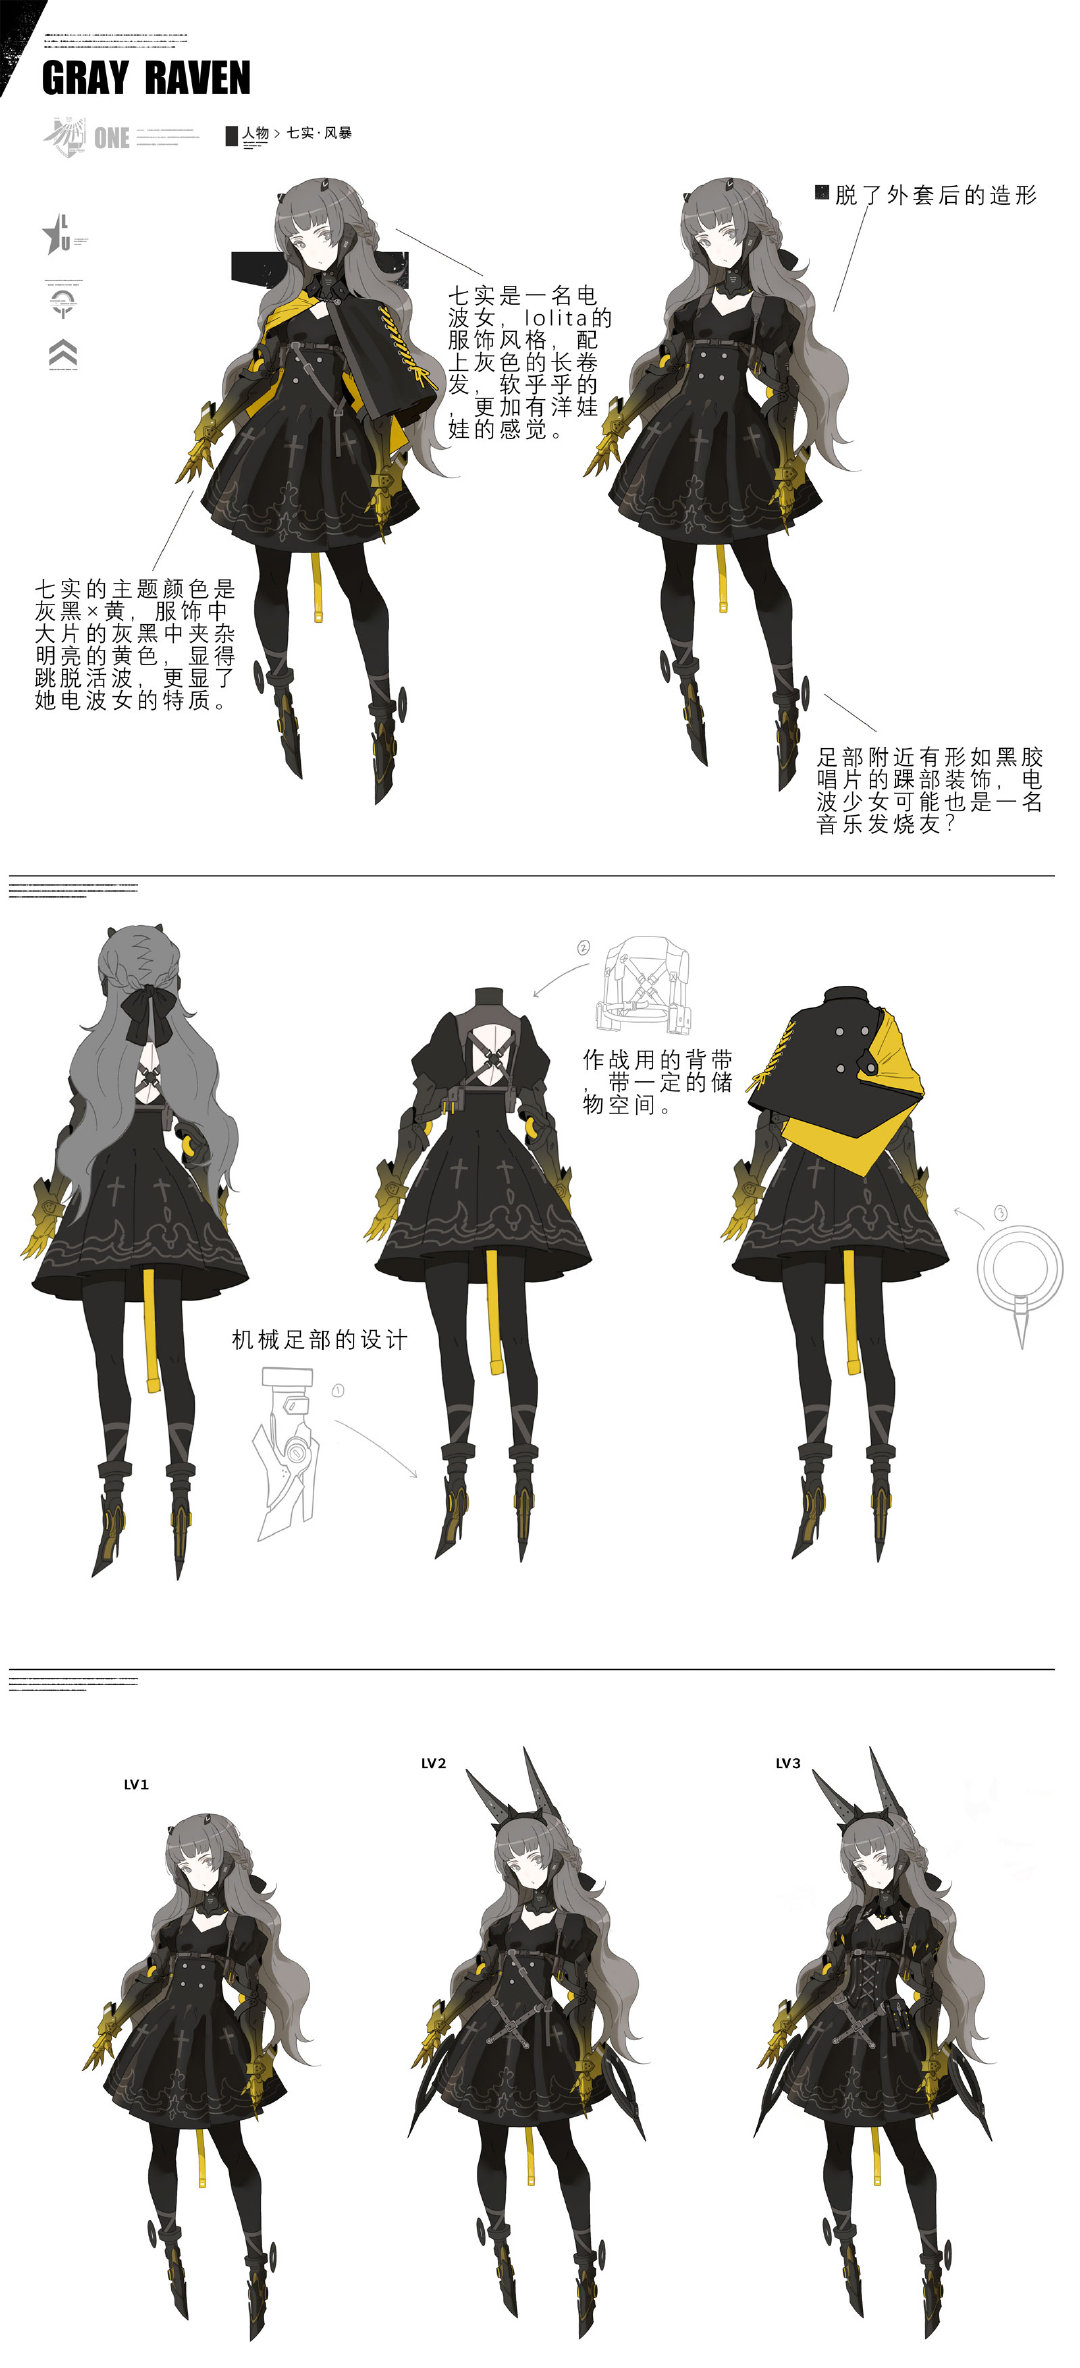 GRAY RAVEN
ONE
人物 > 七实·风暴
L
U
脱了外套后的造形
七实是一名电
波女，lolita的
服饰风格，配
上灰色的长卷
发，软乎乎的
，更加有洋娃
娃的感觉。
七实的主题颜色是
灰黑×黄，服饰中
大片的灰黑中夹杂
明亮的黄色，显得
跳脱活波，更显了
她电波女的特质。
足部附近有形如黑胶
唱片的踝部装饰，电
波少女可能也是一名
音乐发烧友？
②
作战用的背带
，带一定的储
物空间。
③
机械足部的设计
①
LV1
LV2
LV3